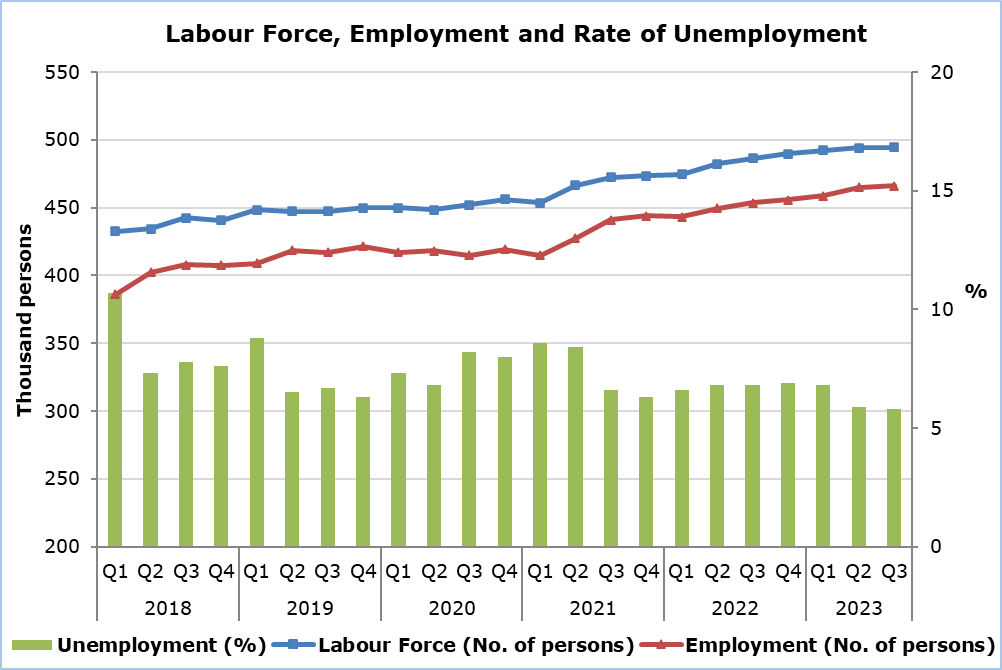 Labour Force, Employment and Rate of Unemployment
550
500
450
400
350
300
250
200
Thousand persons
20
15
10
5
0
%
Q1 Q2 Q3 Q4 Q1 Q2 Q3 Q4 Q1 Q2 Q3 Q4 Q1 Q2 Q3 Q4 Q1 Q2 Q3 Q4 Q1 Q2 Q3
2018 2019 2020 2021 2022 2023
Unemployment (%) Labour Force (No. of persons) Employment (No. of persons)